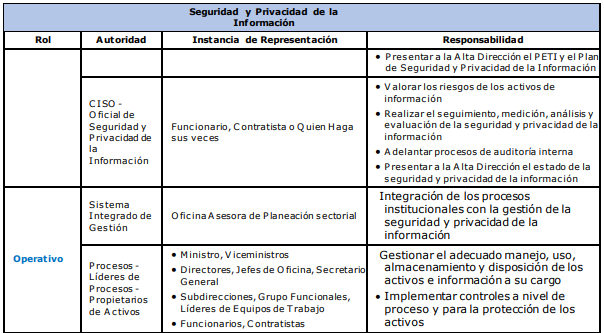 Seguridad y Privacidad de la
Información
Rol
Autoridad
Instancia de Representación
Responsabilidad
• Presentar a la Alta Dirección el PETI y el Plan
de Seguridad y Privacidad de la Información
CISO -
Oficial de
Seguridad y
Privacidad de
la
Información
Funcionario, Contratista o Quien Haga
sus veces
• Valorar los riesgos de los activos de
información
• Realizar el seguimiento, medición, análisis y
evaluación de la seguridad y privacidad de la
información
• Adelantar procesos de auditoría interna
• Presentar a la Alta Dirección el estado de la
seguridad y privacidad de la información
Operativo
Sistema
Integrado de
Gestión
Oficina Asesora de Planeación sectorial
Integración de los procesos
institucionales con la gestión de la
seguridad y privacidad de la
información
Procesos -
Líderes de
Procesos -
Propietarios
de Activos
• Ministro, Viceministros
• Directores, Jefes de Oficina, Secretario
General
• Subdirecciones, Grupo Funcionales,
Líderes de Equipos de Trabajo
• Funcionarios, Contratistas
Gestionar el adecuado manejo, uso,
almacenamiento y disposición de los
activos e información a su cargo
• Implementar controles a nivel de
proceso y para la protección de los
activos